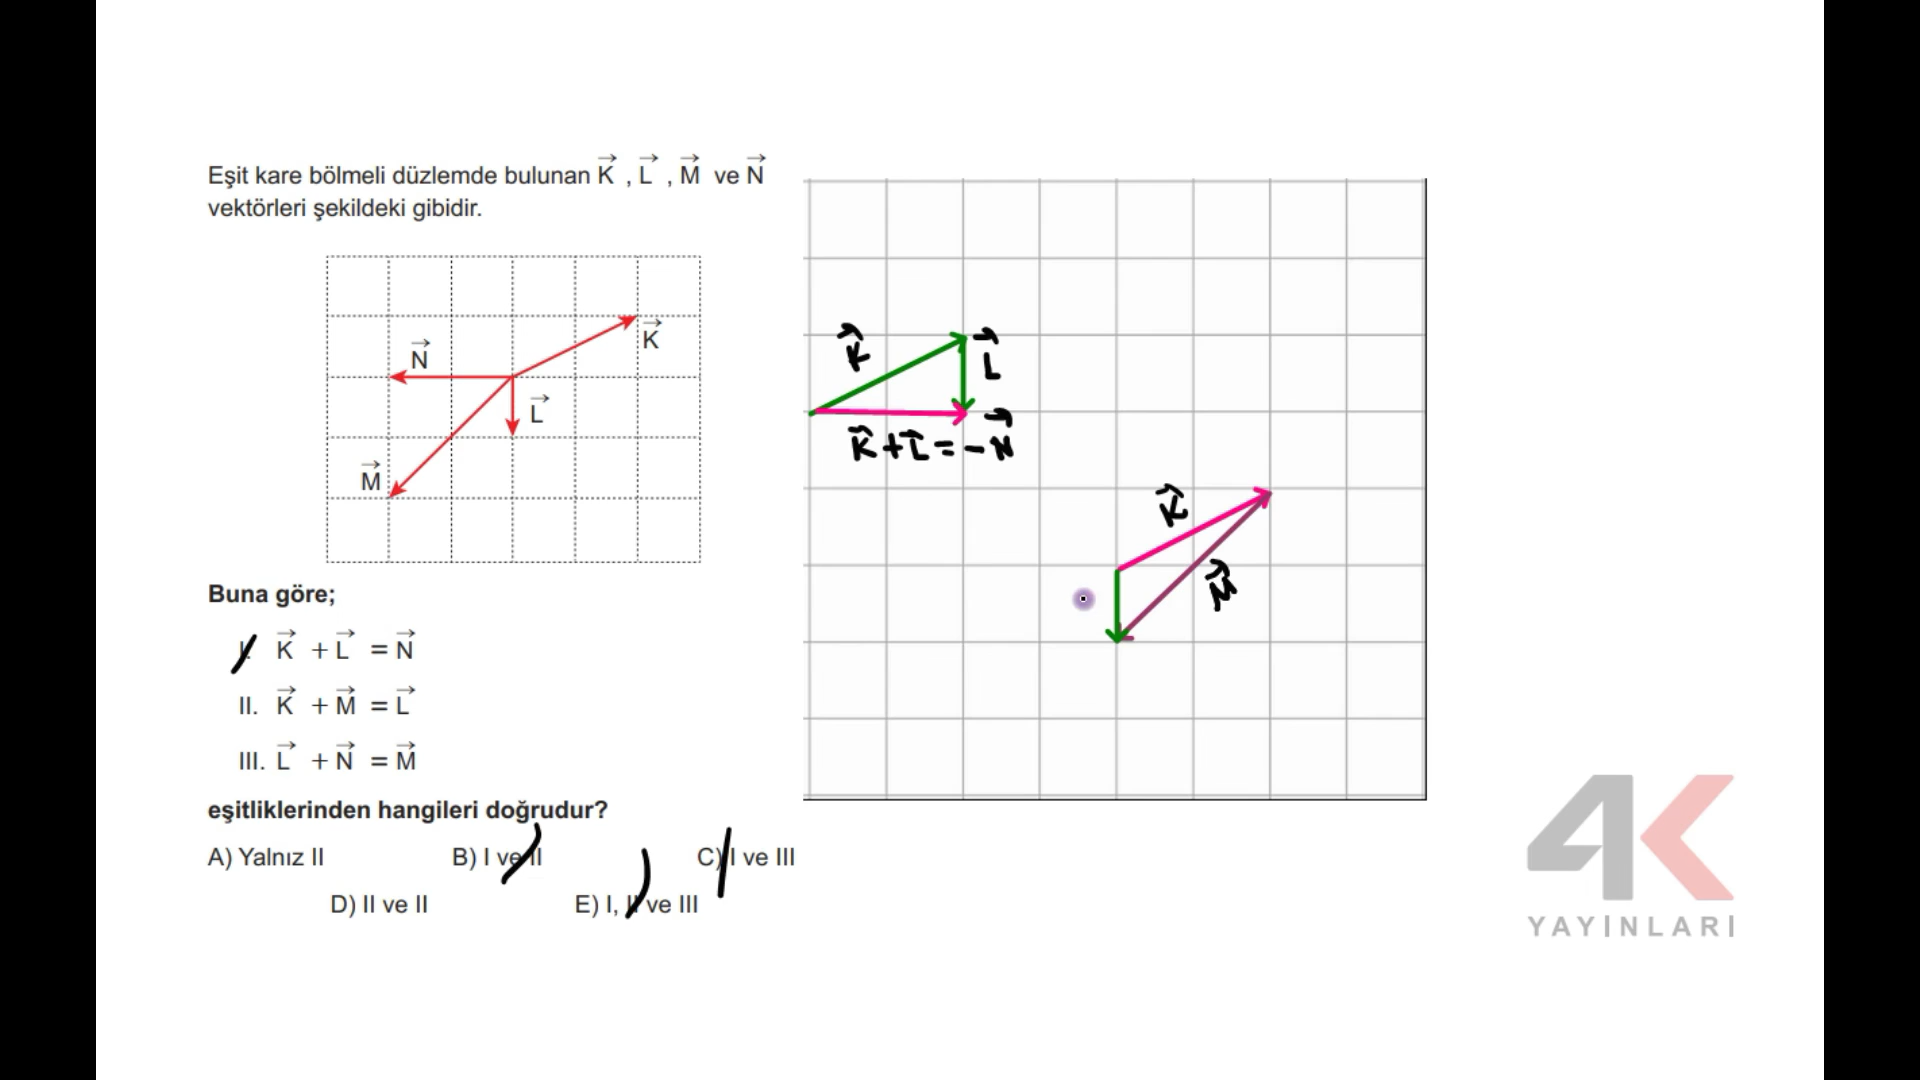 Eşit kare bölmeli düzlemde bulunan K⃗ , L⃗ , M⃗ ve N⃗
vektörleri şekildeki gibidir.
N⃗
K⃗
L⃗
M⃗
Buna göre;
I. K⃗ + L⃗ = N⃗
II. K⃗ + M⃗ = L⃗
III. L⃗ + N⃗ = M⃗
eşitliklerinden hangileri doğrudur?
A) Yalnız II B) I ve II C) I ve III
D) II ve II E) I, II ve III
K⃗
L⃗
K⃗+L⃗=-N⃗
K⃗
M⃗
4K
YAYINLARI